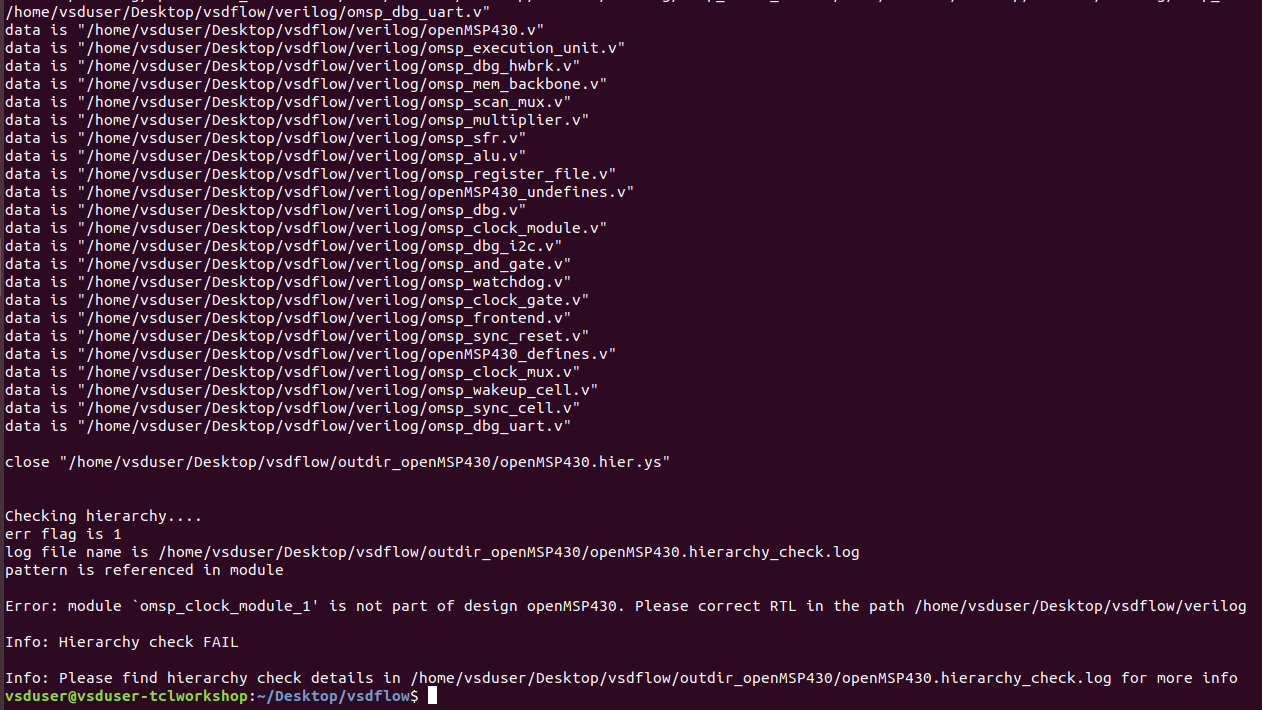 /home/vsduser/Desktop/vsdflow/verilog/omsp_dbg_uart.v"
data is "/home/vsduser/Desktop/vsdflow/verilog/openMSP430.v"
data is "/home/vsduser/Desktop/vsdflow/verilog/omsp_execution_unit.v"
data is "/home/vsduser/Desktop/vsdflow/verilog/omsp_dbg_hwbrk.v"
data is "/home/vsduser/Desktop/vsdflow/verilog/omsp_mem_backbone.v"
data is "/home/vsduser/Desktop/vsdflow/verilog/omsp_scan_mux.v"
data is "/home/vsduser/Desktop/vsdflow/verilog/omsp_multiplier.v"
data is "/home/vsduser/Desktop/vsdflow/verilog/omsp_sfr.v"
data is "/home/vsduser/Desktop/vsdflow/verilog/omsp_alu.v"
data is "/home/vsduser/Desktop/vsdflow/verilog/omsp_register_file.v"
data is "/home/vsduser/Desktop/vsdflow/verilog/openMSP430_undefines.v"
data is "/home/vsduser/Desktop/vsdflow/verilog/omsp_dbg.v"
data is "/home/vsduser/Desktop/vsdflow/verilog/omsp_clock_module.v"
data is "/home/vsduser/Desktop/vsdflow/verilog/omsp_dbg_i2c.v"
data is "/home/vsduser/Desktop/vsdflow/verilog/omsp_and_gate.v"
data is "/home/vsduser/Desktop/vsdflow/verilog/omsp_watchdog.v"
data is "/home/vsduser/Desktop/vsdflow/verilog/omsp_clock_gate.v"
data is "/home/vsduser/Desktop/vsdflow/verilog/omsp_frontend.v"
data is "/home/vsduser/Desktop/vsdflow/verilog/omsp_sync_reset.v"
data is "/home/vsduser/Desktop/vsdflow/verilog/openMSP430_defines.v"
data is "/home/vsduser/Desktop/vsdflow/verilog/omsp_clock_mux.v"
data is "/home/vsduser/Desktop/vsdflow/verilog/omsp_wakeup_cell.v"
data is "/home/vsduser/Desktop/vsdflow/verilog/omsp_sync_cell.v"
data is "/home/vsduser/Desktop/vsdflow/verilog/omsp_dbg_uart.v"
close "/home/vsduser/Desktop/vsdflow/outdir_openMSP430/openMSP430.hier.ys"
Checking hierarchy....
err flag is 1
log file name is /home/vsduser/Desktop/vsdflow/outdir_openMSP430/openMSP430.hierarchy_check.log
pattern is referenced in module
Error: module `omsp_clock_module_1' is not part of design openMSP430. Please correct RTL in the path /home/vsduser/Desktop/vsdflow/verilog
Info: Hierarchy check FAIL
Info: Please find hierarchy check details in /home/vsduser/Desktop/vsdflow/outdir_openMSP430/openMSP430.hierarchy_check.log for more info
vsduser@vsduser-tclworkshop:~/Desktop/vsdflow$